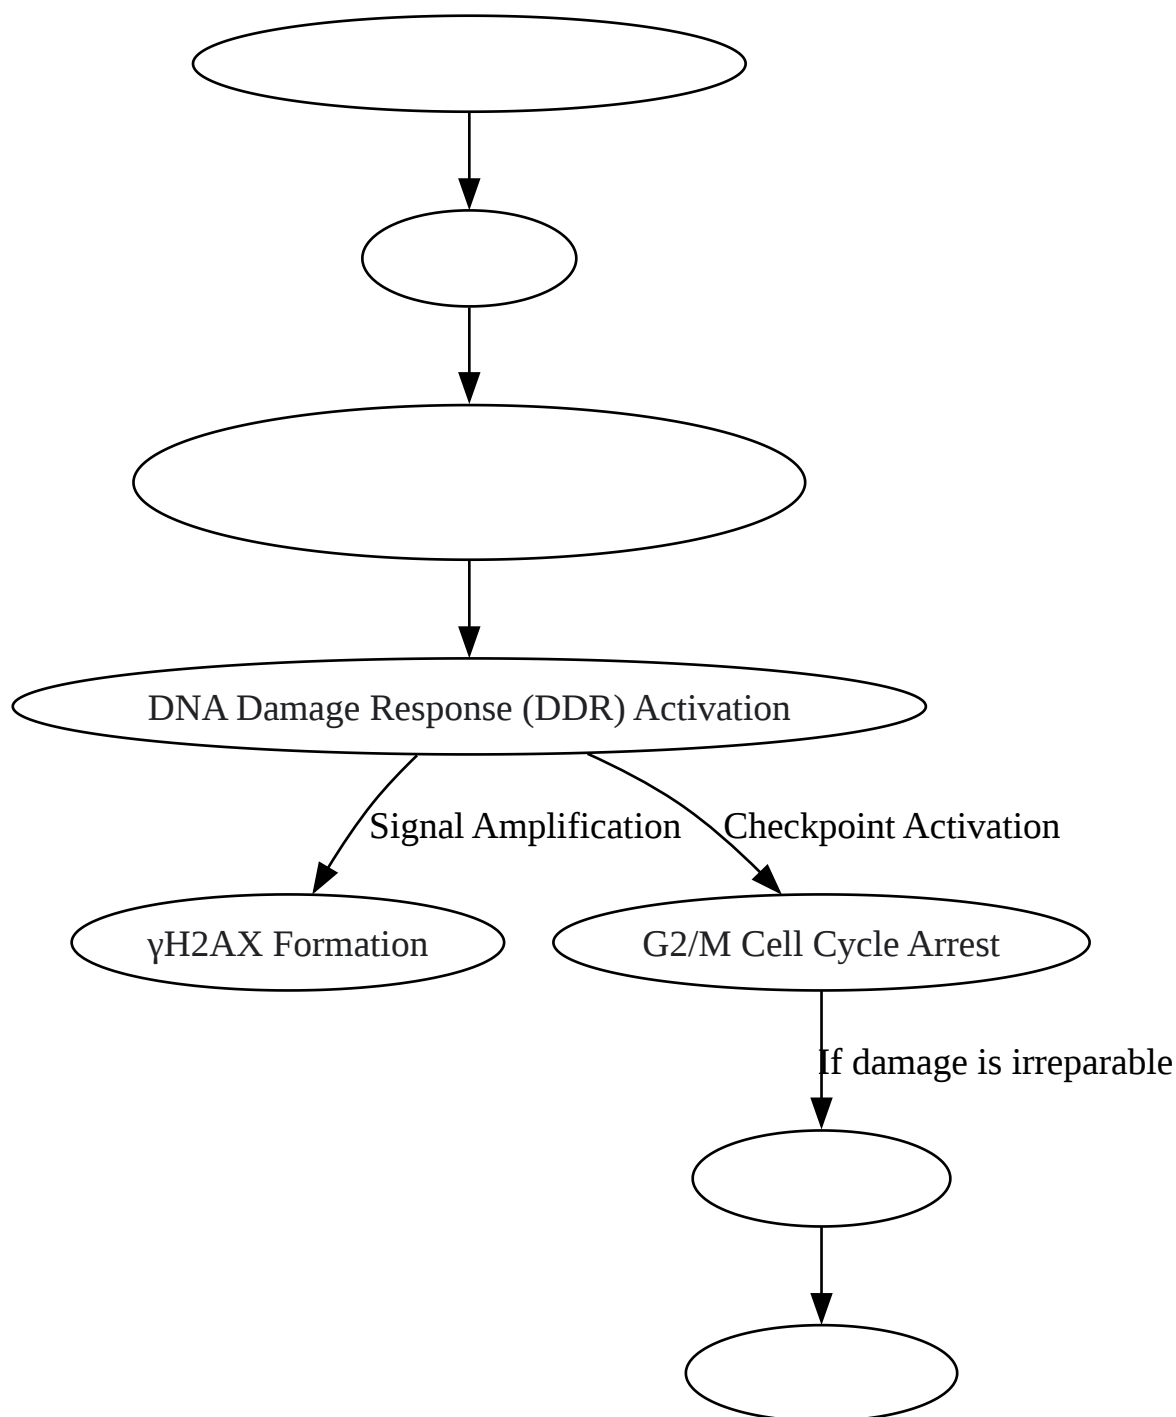 DNA Damage Response (DDR) Activation
Signal Amplification
Checkpoint Activation
γH2AX Formation
G2/M Cell Cycle Arrest
If damage is irreparable